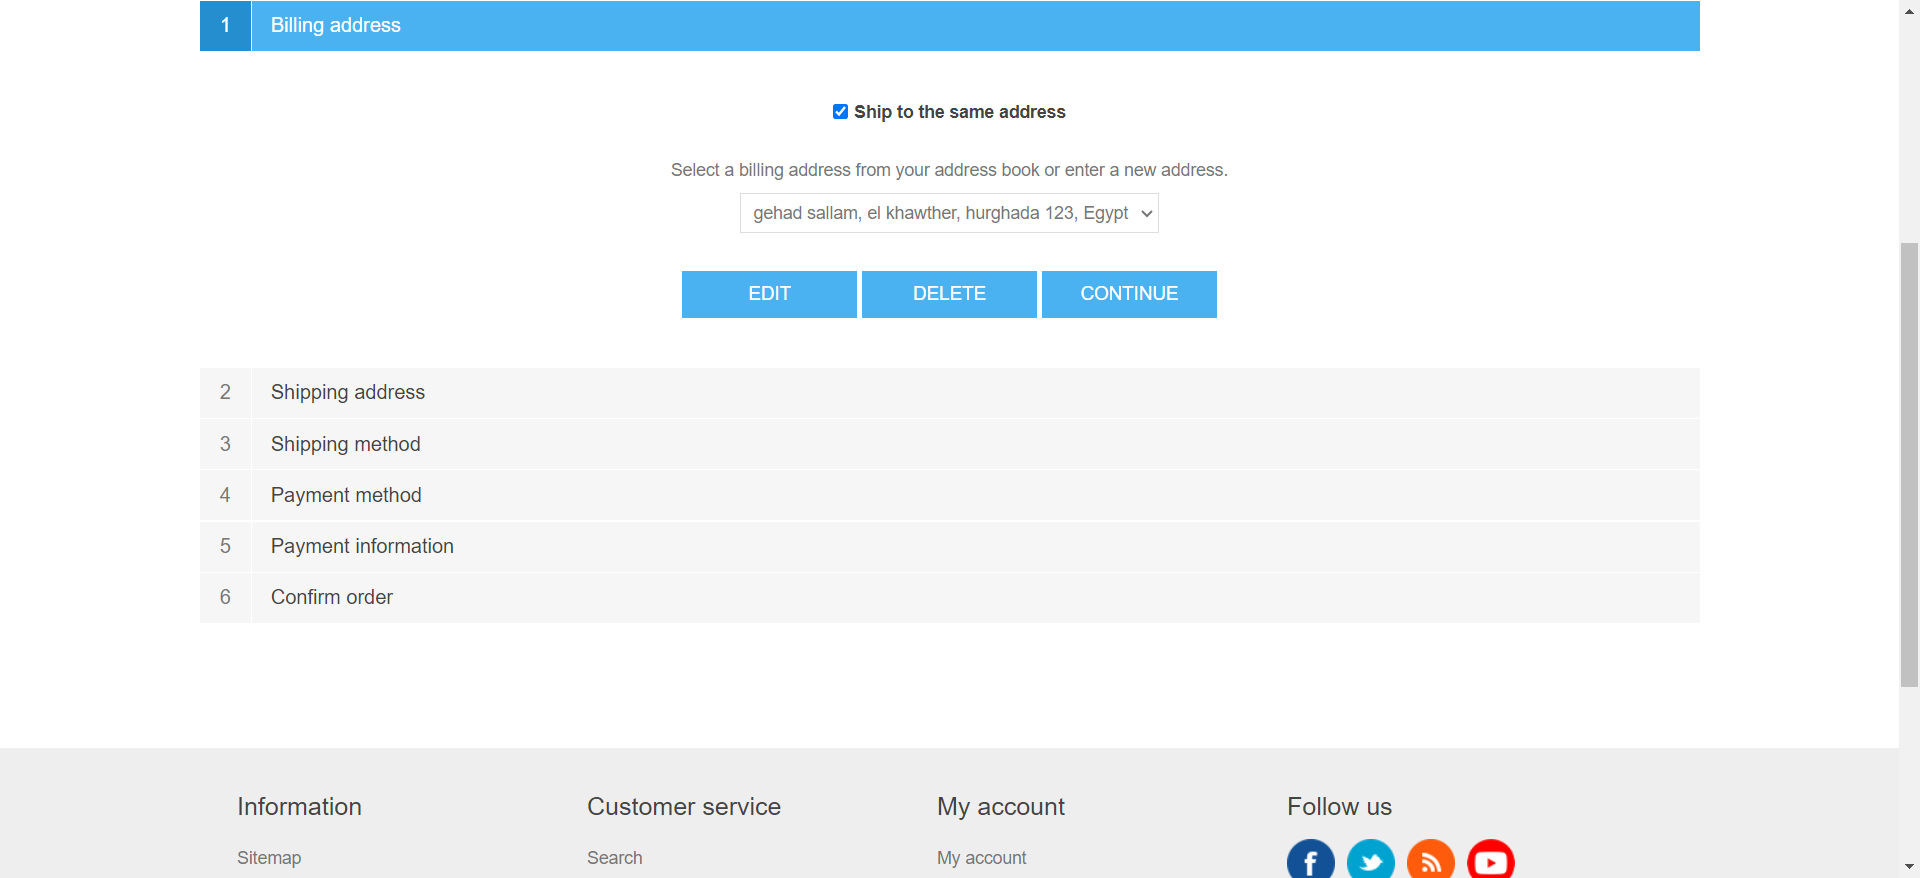 1 Billing address
Ship to the same address
Select a billing address from your address book or enter a new address.
gehad sallam, el khawther, hurghada 123, Egypt
EDIT DELETE CONTINUE
2 Shipping address
3 Shipping method
4 Payment method
5 Payment information
6 Confirm order
Information Customer service My account Follow us
Sitemap Search My account